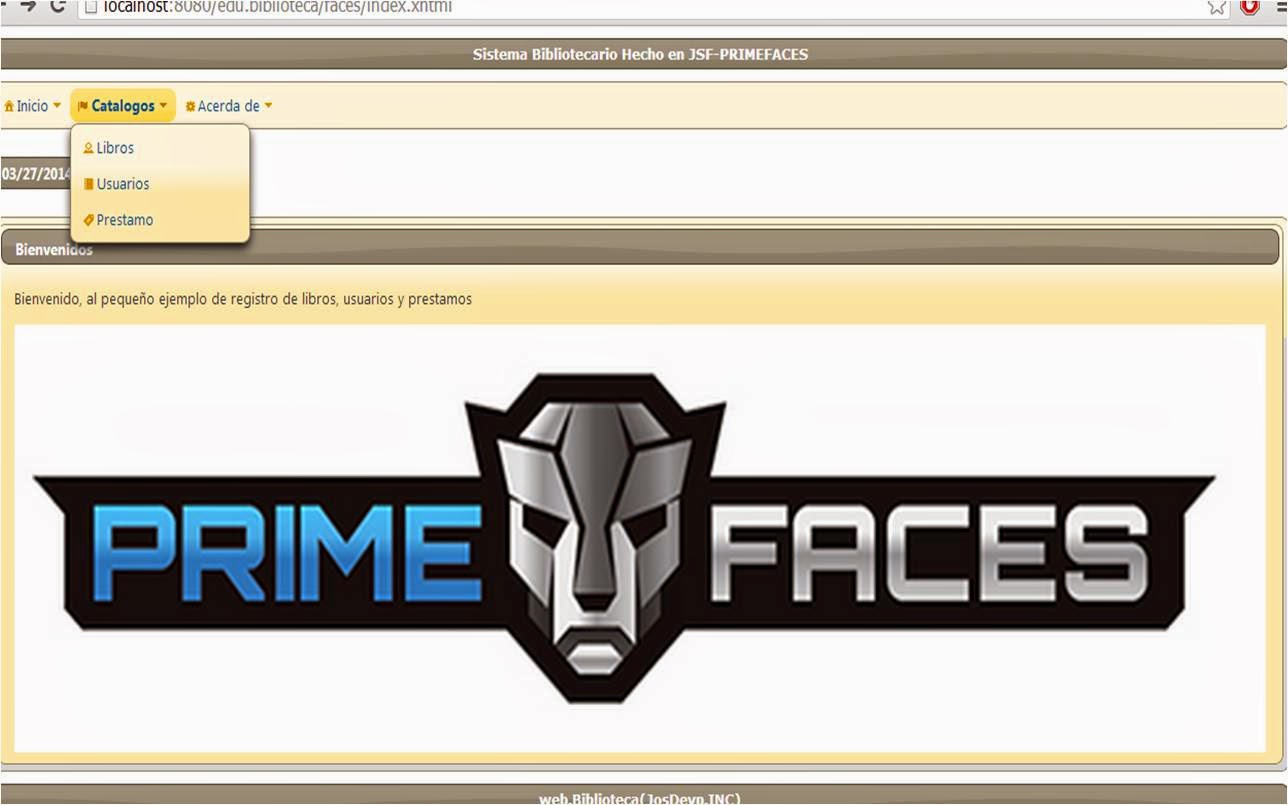 localhost:8080/edu.biblioteca/faces/index.xhtml
Sistema Bibliotecario Hecho en JSF-PRIMEFACES
Inicio Catalogos Acerda de
Libros
03/27/2014
Usuarios
Prestamo
Bienvenidos
Bienvenido, al pequeño ejemplo de registro de libros, usuarios y prestamos
PRIME FACES
web.Biblioteca(JosDevp.INC)